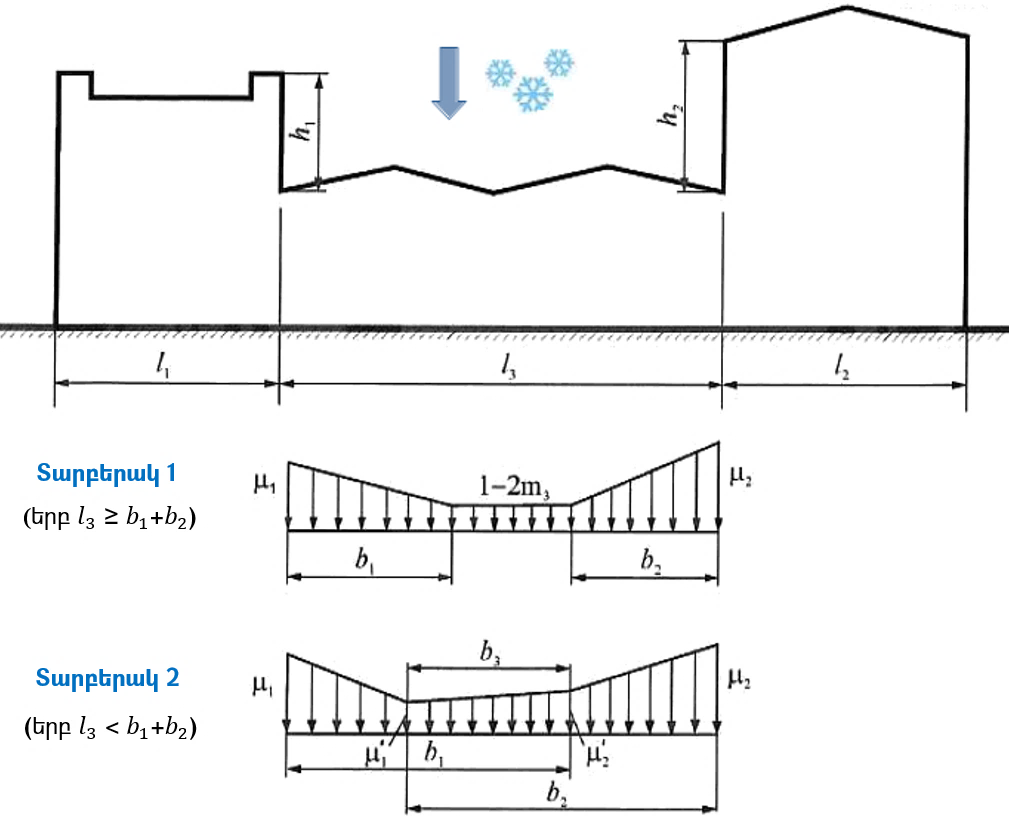 h₁
h₂
l₁
l₃
l₂
Տարբերակ 1
(երբ l₃ ≥ b₁+b₂)
μ₁
1−2m₃
μ₂
b₁
b₂
Տարբերակ 2
(երբ l₃ < b₁+b₂)
b₃
μ₁
μ₂
μ′₁
b₁
μ′₂
b₂